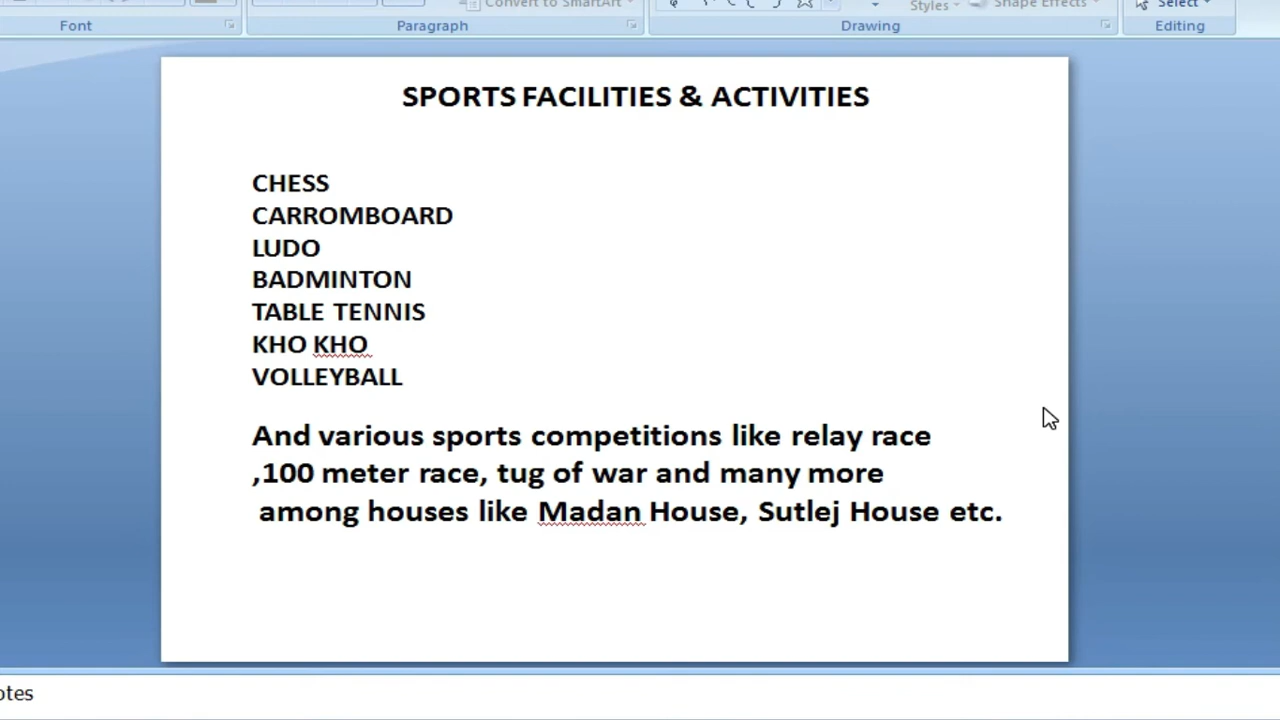 Convert to SmartArt
Styles
Shape Effects
Select
Font
Paragraph
Drawing
Editing
SPORTS FACILITIES & ACTIVITIES
CHESS
CARROMBOARD
LUDO
BADMINTON
TABLE TENNIS
KHO KHO
VOLLEYBALL
And various sports competitions like relay race
,100 meter race, tug of war and many more
among houses like Madan House, Sutlej House etc.
otes